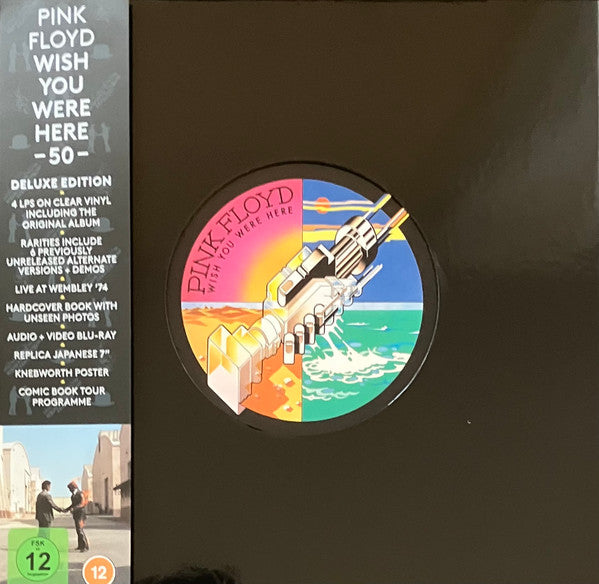 PINK
FLOYD
WISH
YOU
WERE
HERE
-50-
DELUXE EDITION
4 LPS ON CLEAR VINYL
INCLUDING THE
ORIGINAL ALBUM
RARITIES INCLUDE
6 PREVIOUSLY
UNRELEASED ALTERNATE
VERSIONS + DEMOS
LIVE AT WEMBLEY '74
HARDCOVER BOOK WITH
UNSEEN PHOTOS
AUDIO + VIDEO BLU-RAY
REPLICA JAPANESE 7"
KNEBWORTH POSTER
COMIC BOOK TOUR
PROGRAMME
PINK FLOYD
WISH YOU WERE HERE
FSK
12
12